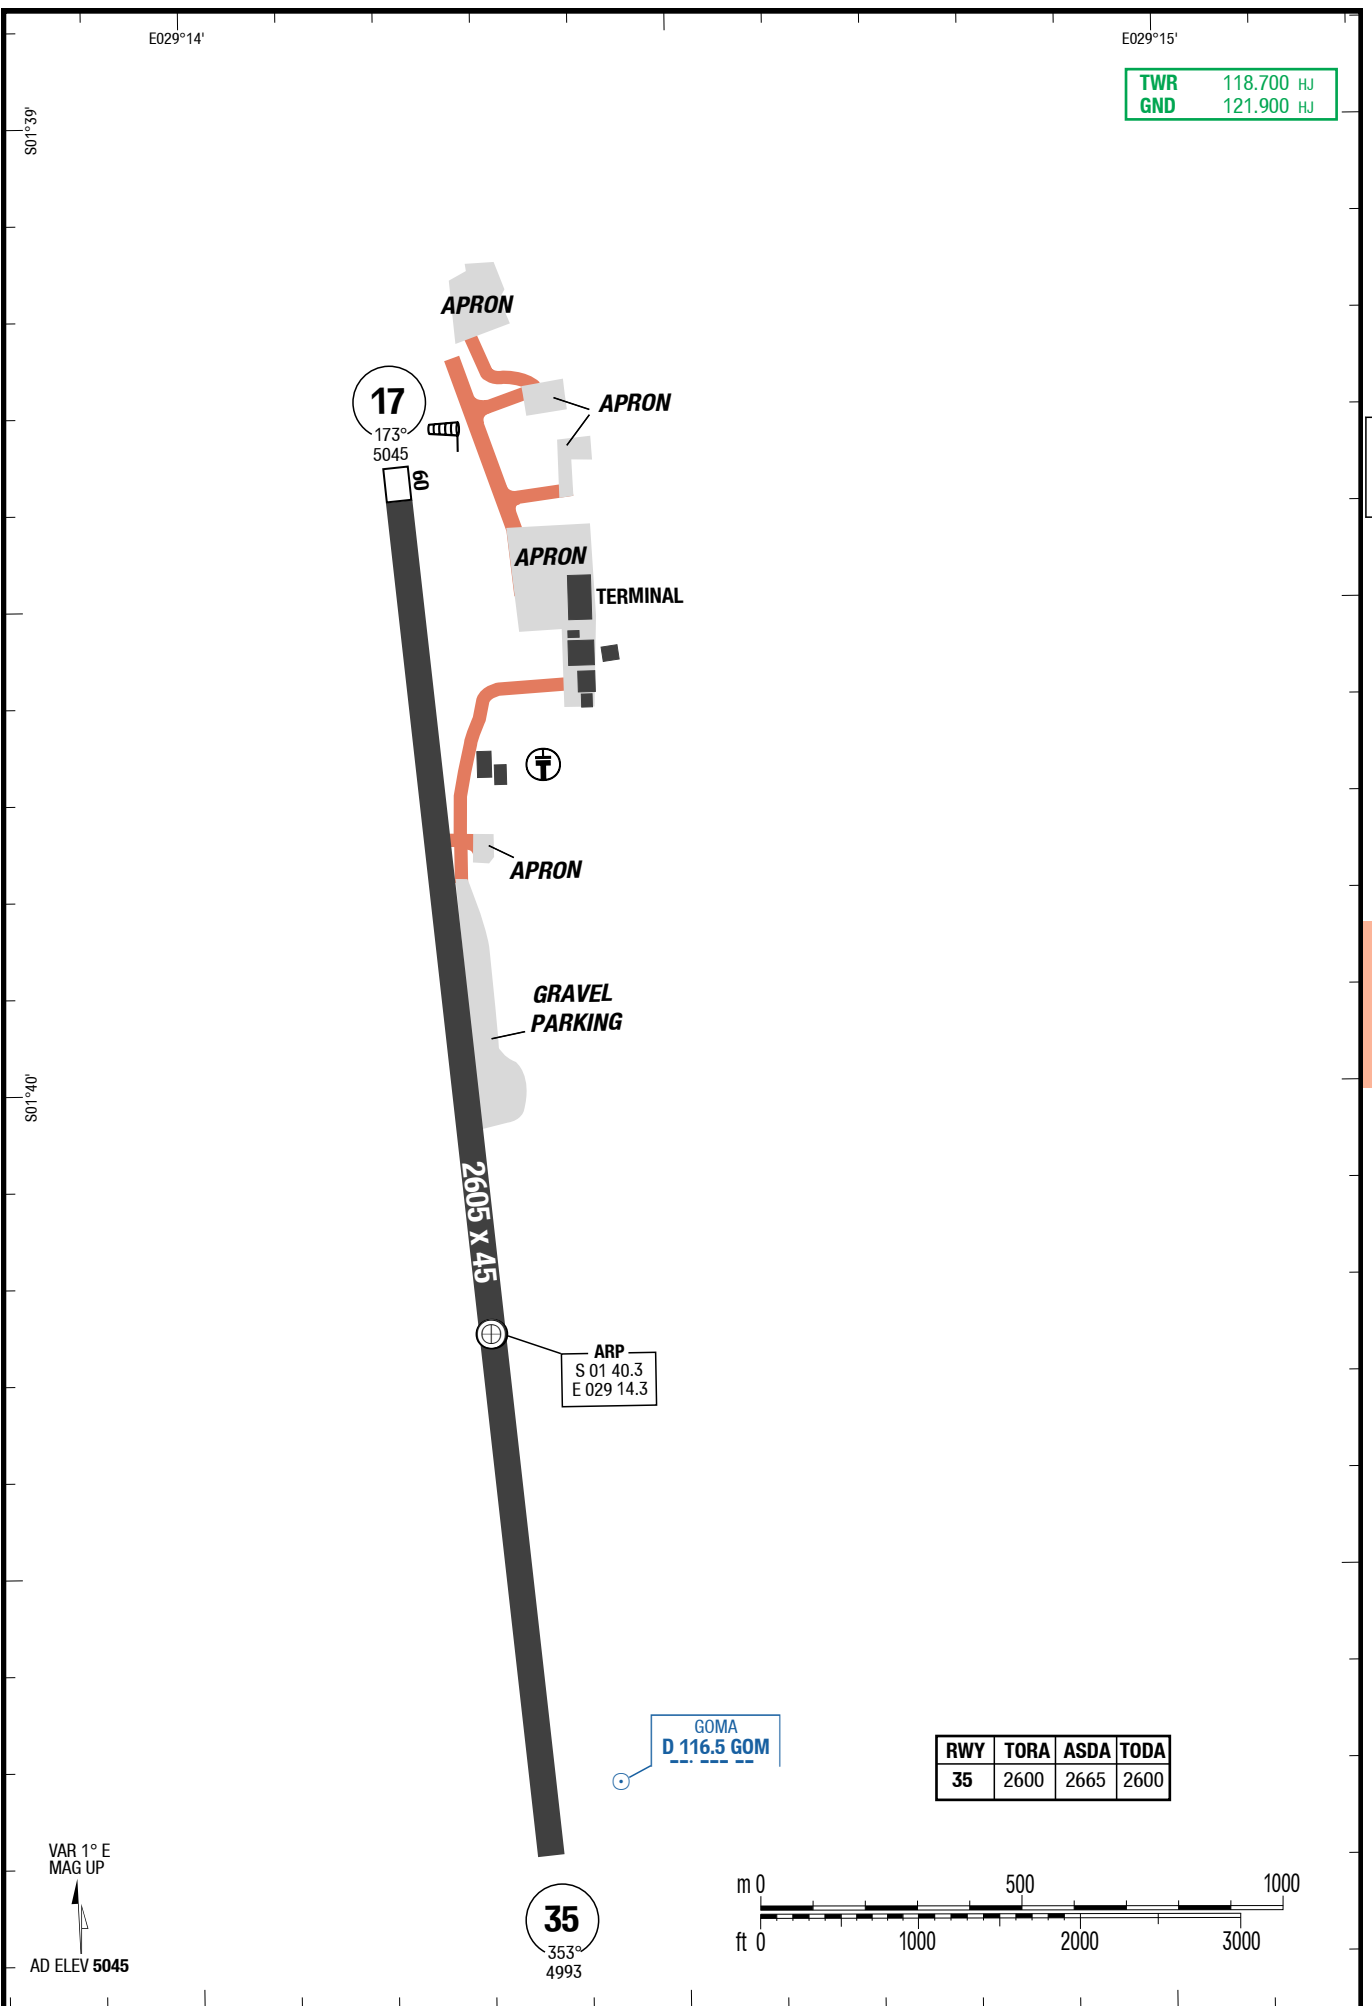 E029°14'
E029°15'
TWR 118.700 HJ
GND 121.900 HJ
S01°39'
APRON
17
173°
5045
60
APRON
APRON
TERMINAL
APRON
GRAVEL
PARKING
S01°40'
2605 x 45
ARP
S 01 40.3
E 029 14.3
GOMA
D 116.5 GOM
RWY TORA ASDA TODA
35 2600 2665 2600
VAR 1° E
MAG UP
AD ELEV 5045
35
353°
4993
m 0 500 1000
ft 0 1000 2000 3000